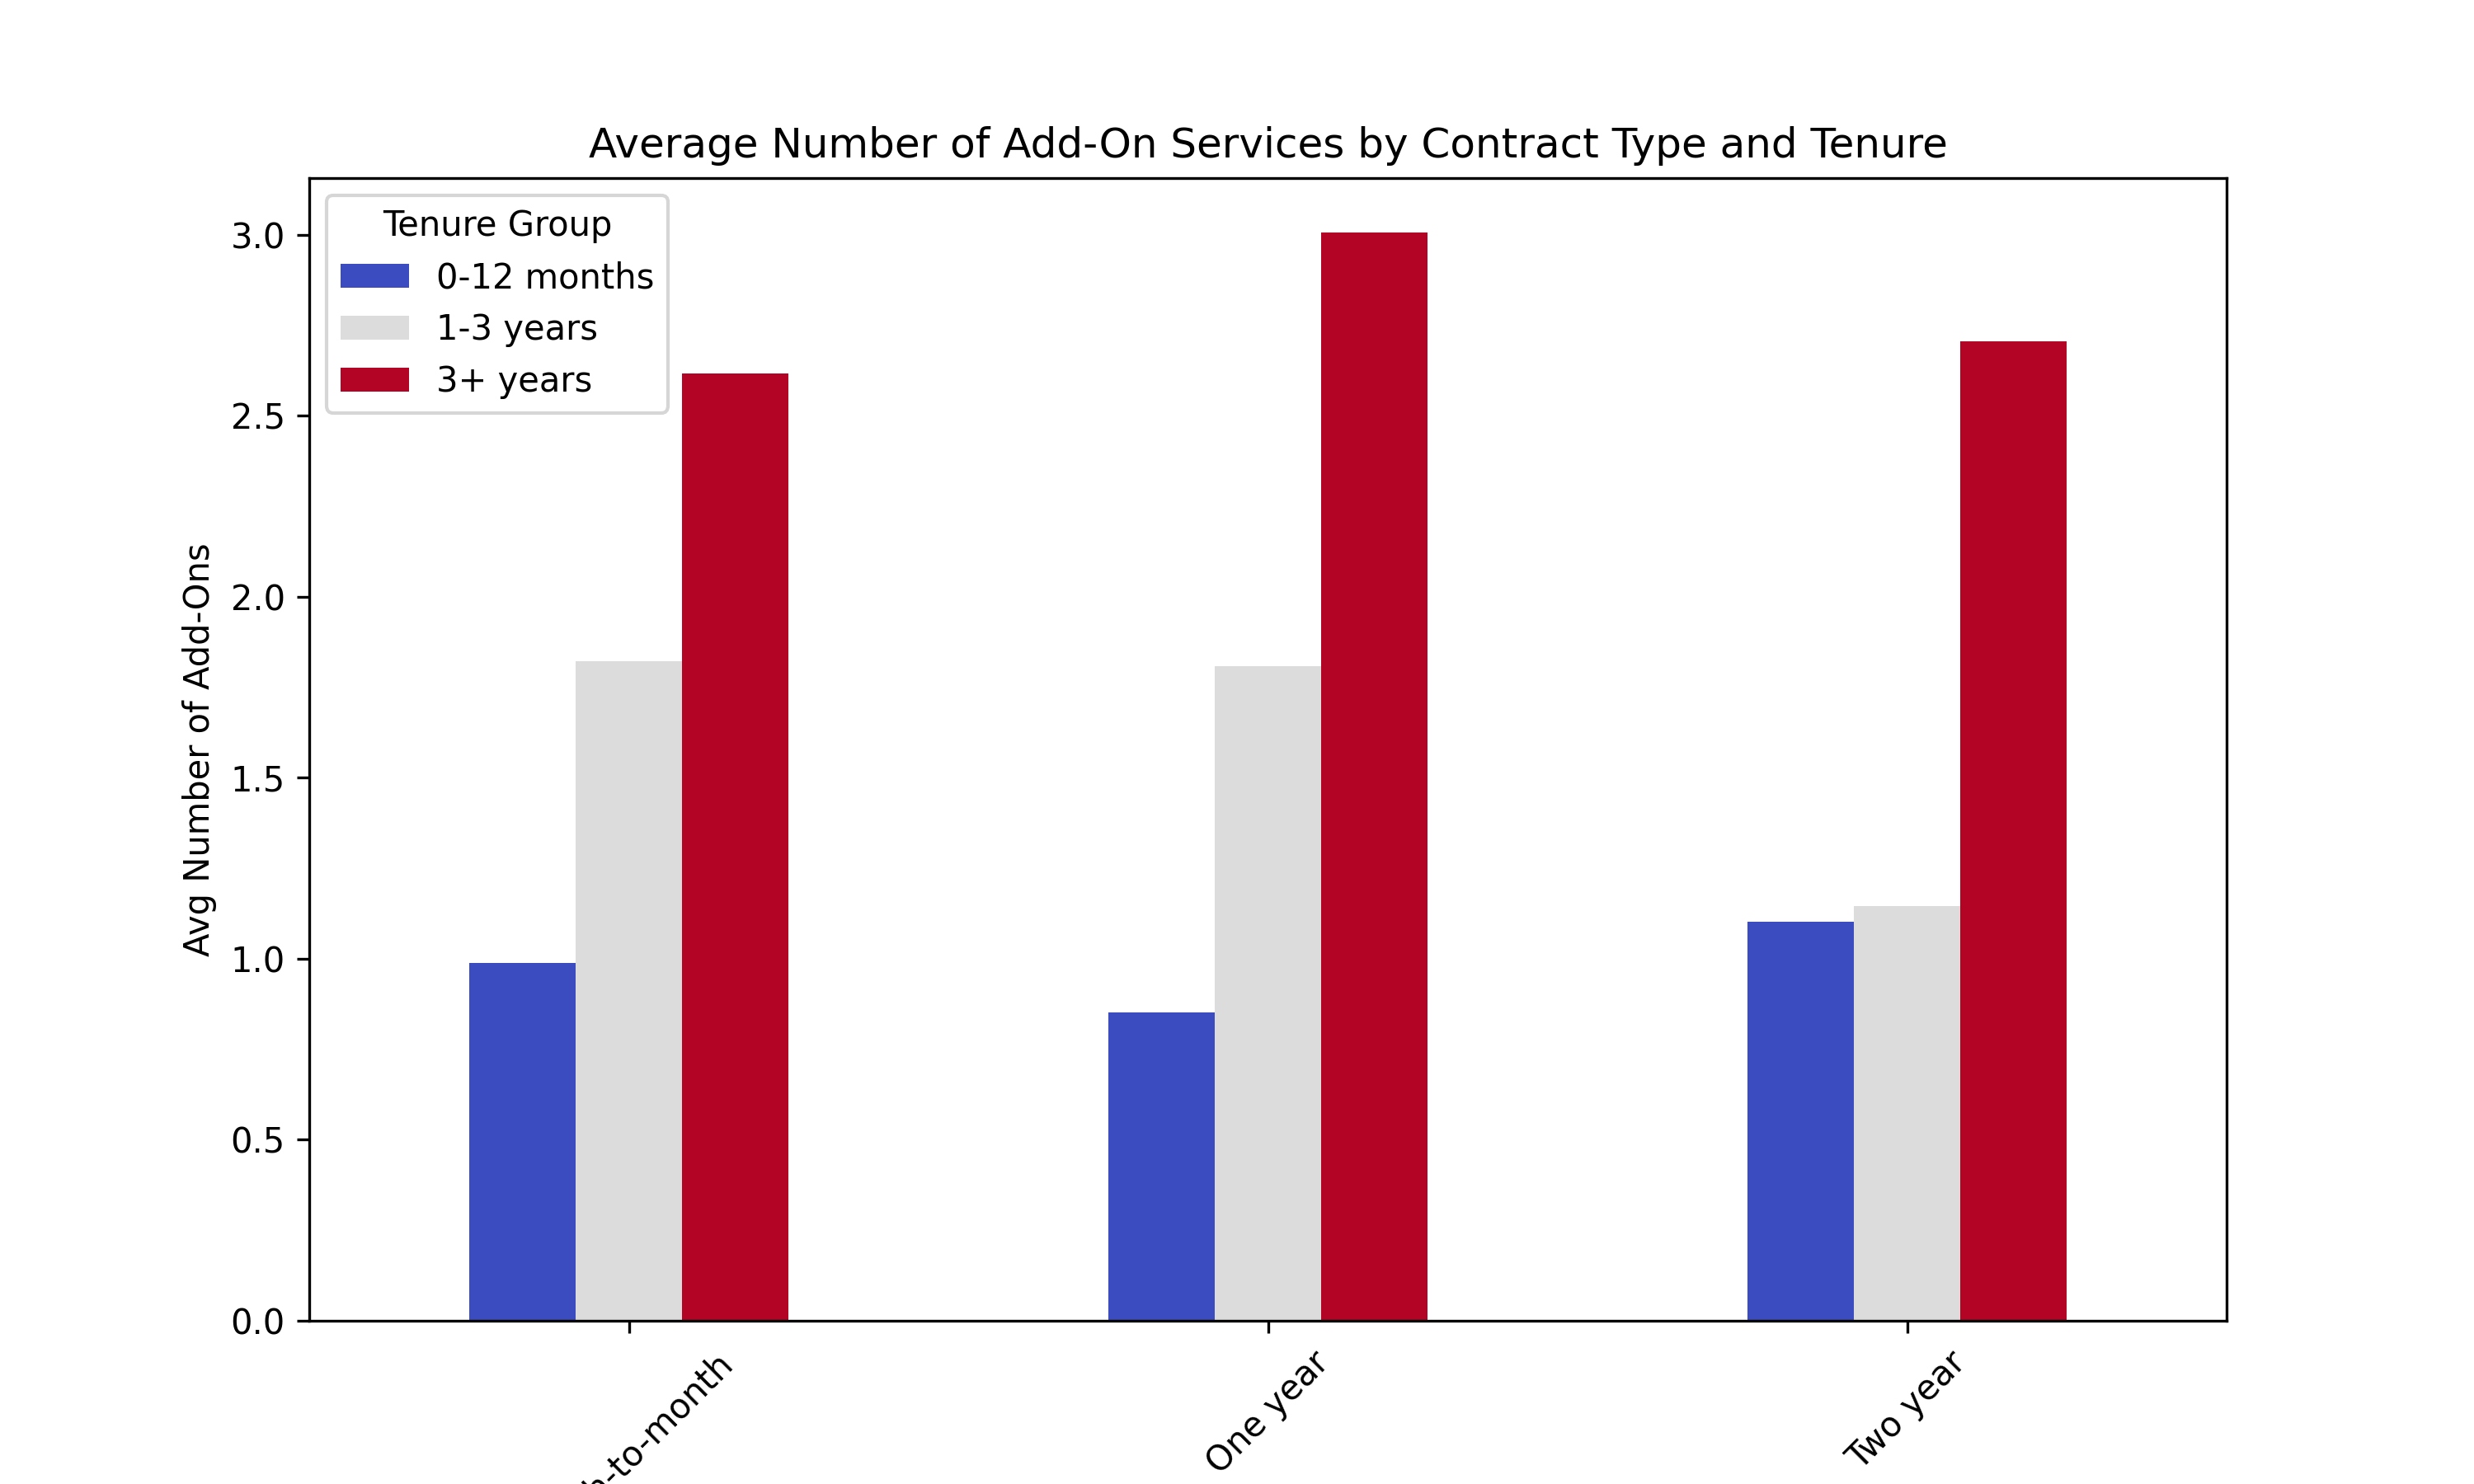 Average Number of Add-On Services by Contract Type and Tenure
Tenure Group
0-12 months
1-3 years
3+ years
3.0
2.5
2.0
1.5
1.0
0.5
0.0
Avg Number of Add-Ons
h-to-month
One year
Two year